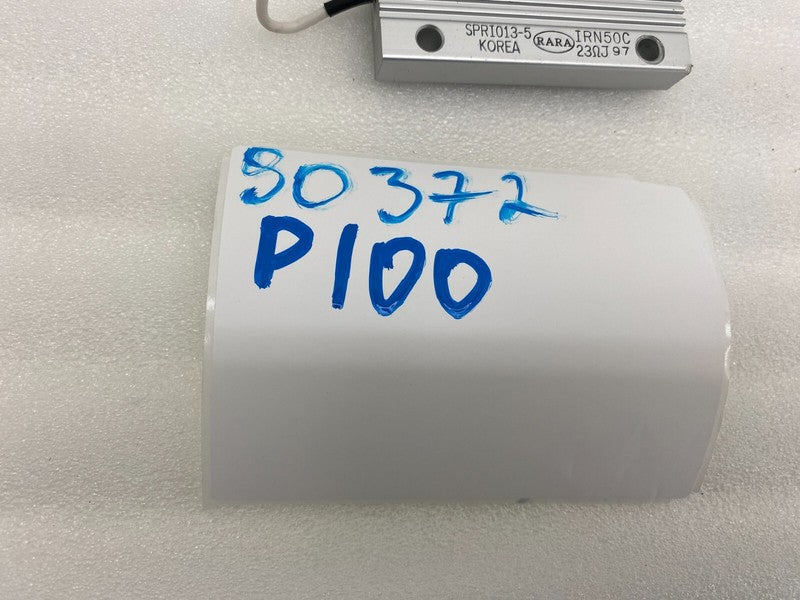 SPRI013-5 RARA IRN50C
KOREA 23ΩJ 97
80372
P100